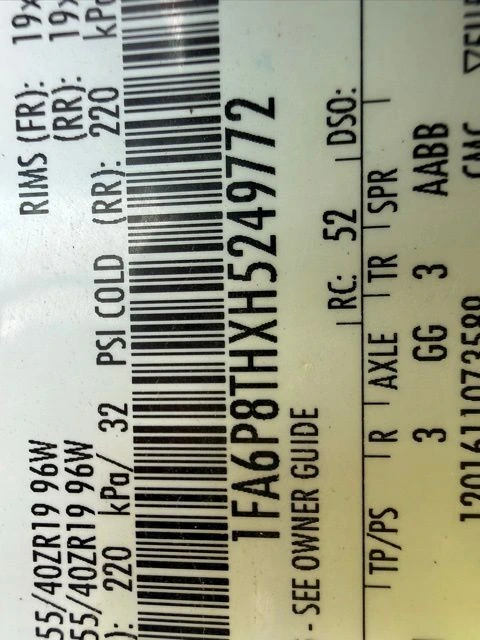 RIMS (FR): 19x
55/40ZR19 96W (RR): 19x
55/40ZR19 96W
): 220 kPa/ 32 PSI COLD (RR): 220 kPa
1FA6P8THXH5249772
- SEE OWNER GUIDE RC: 52 DSO:
TP/PS R AXLE TR SPR
3 GG 3 AABB